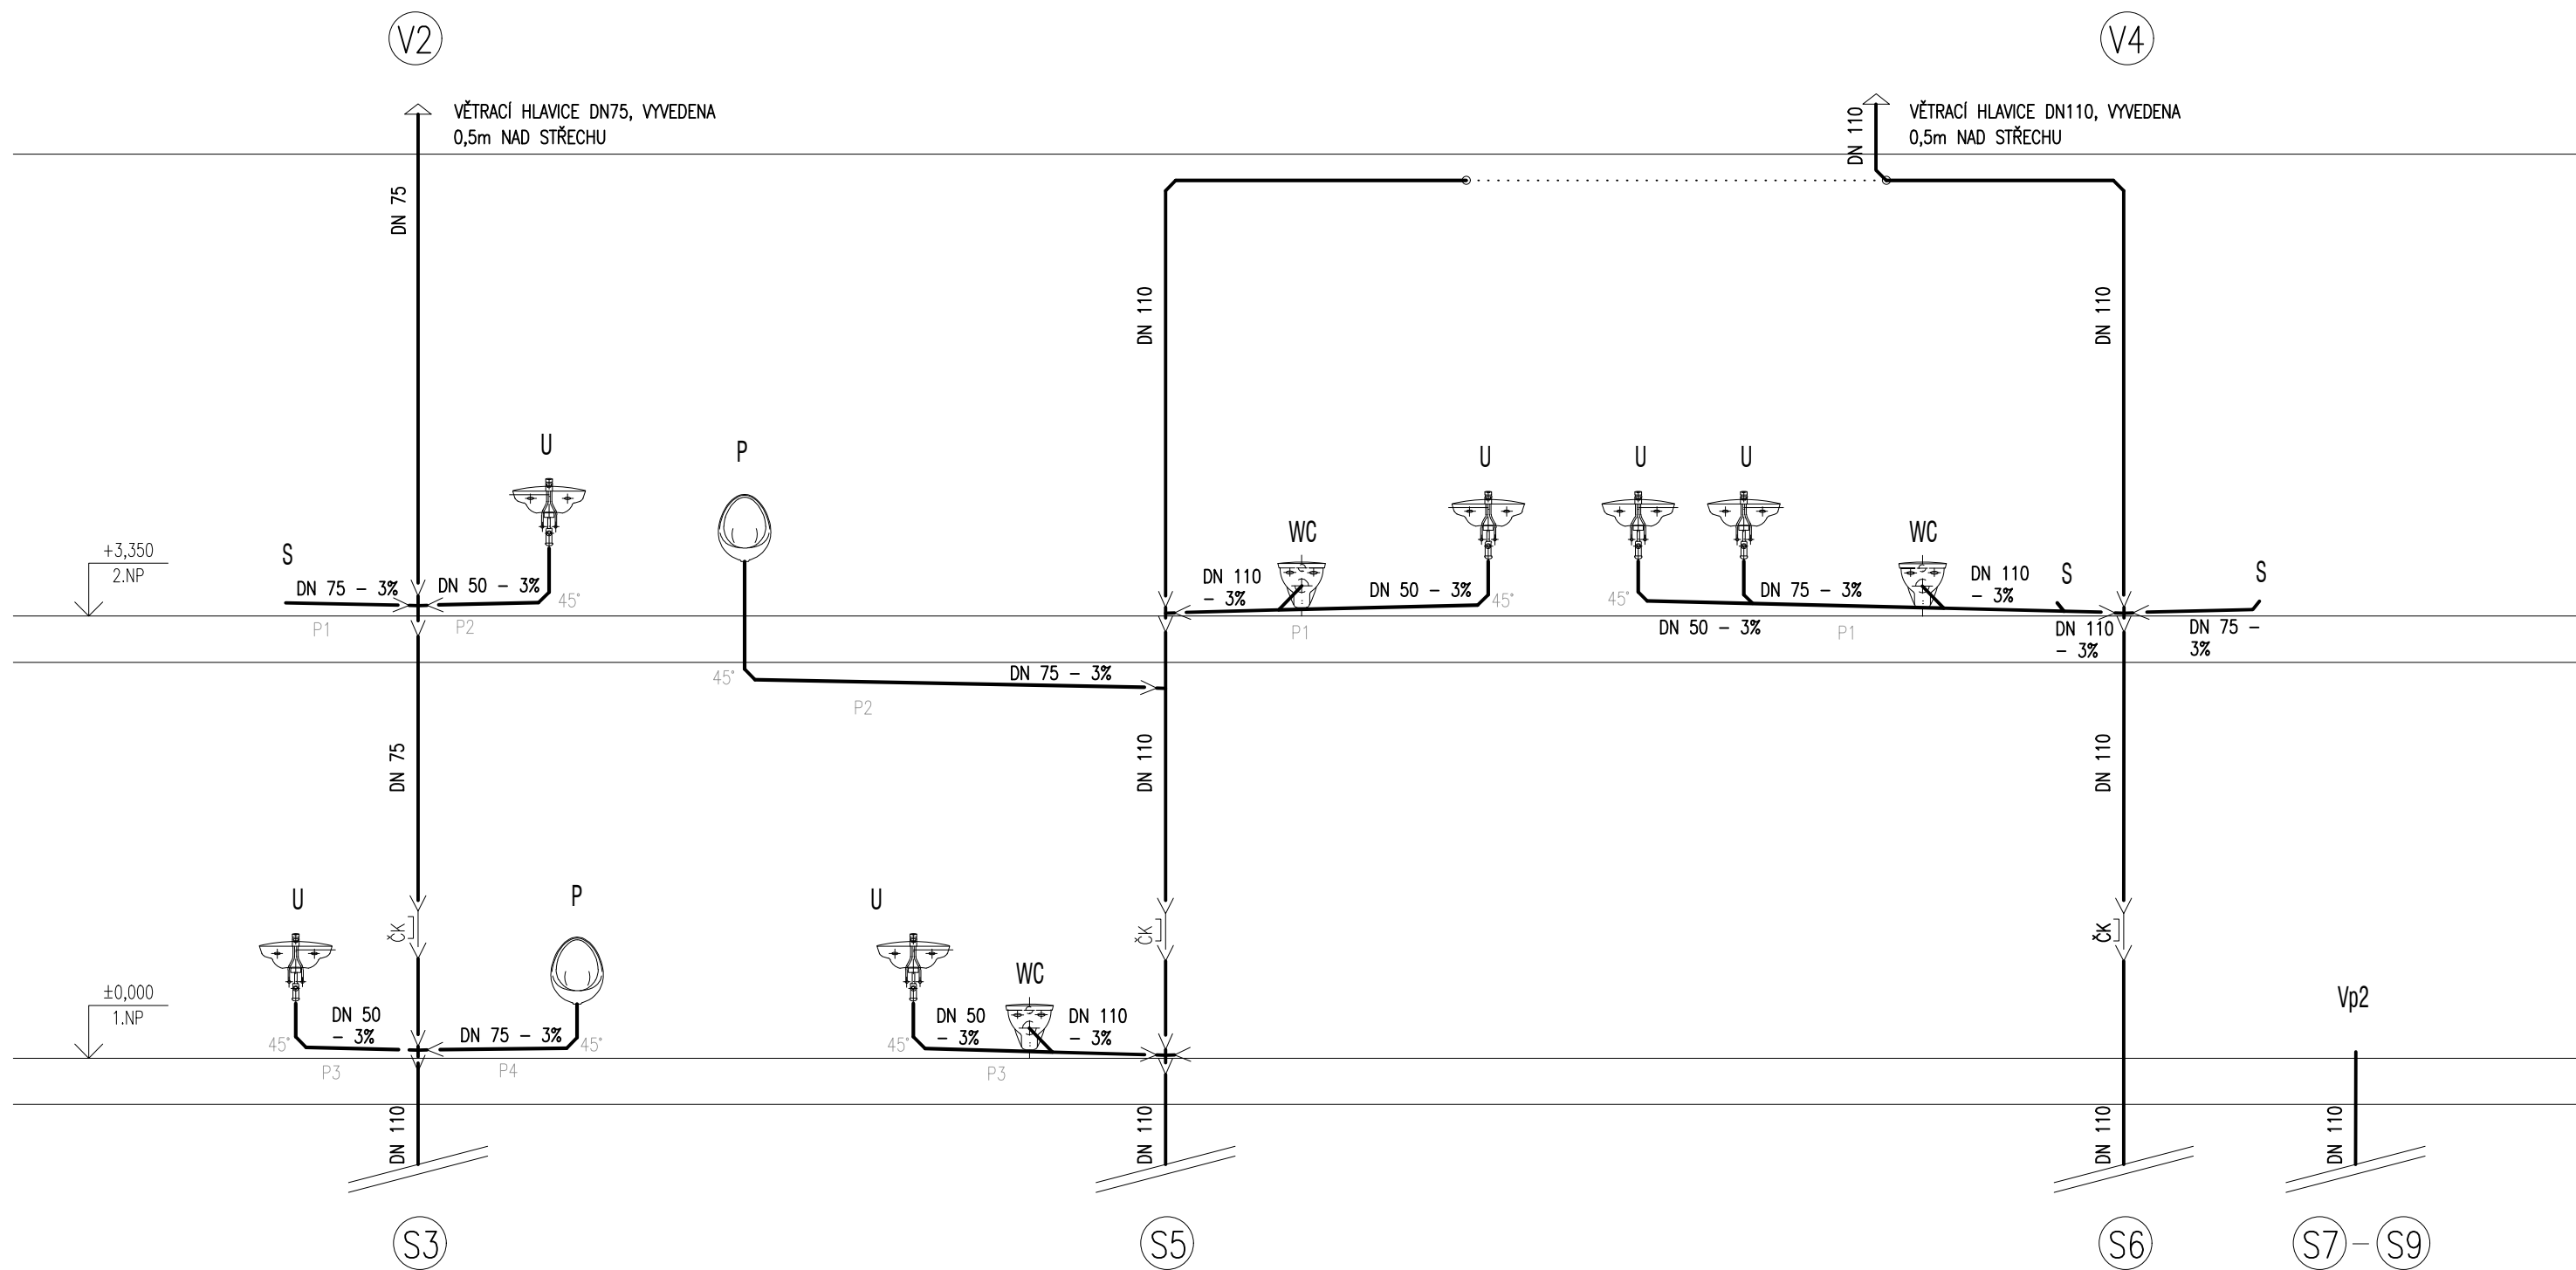 V2
V4
VĚTRACÍ HLAVICE DN75, VYVEDENA
0,5m NAD STŘECHU
DN 110
VĚTRACÍ HLAVICE DN110, VYVEDENA
0,5m NAD STŘECHU
DN 75
DN 110
DN 110
U
P
U
U
U
S
WC
WC
S
S
+3,350
2.NP
DN 75 - 3%
DN 50 - 3%
45°
P1
P2
DN 110
- 3%
DN 50 - 3%
45°
P1
45°
DN 50 - 3%
DN 75 - 3%
P1
DN 110
- 3%
DN 110
- 3%
DN 75 -
3%
45°
DN 75 - 3%
P2
DN 75
DN 110
DN 110
U
P
U
WC
ČK
ČK
ČK
±0,000
1.NP
45°
DN 50
- 3%
DN 75 - 3%
45°
P3
P4
45°
DN 50
- 3%
DN 110
- 3%
P3
Vp2
DN 110
DN 110
DN 110
DN 110
S3
S5
S6
S7 - S9